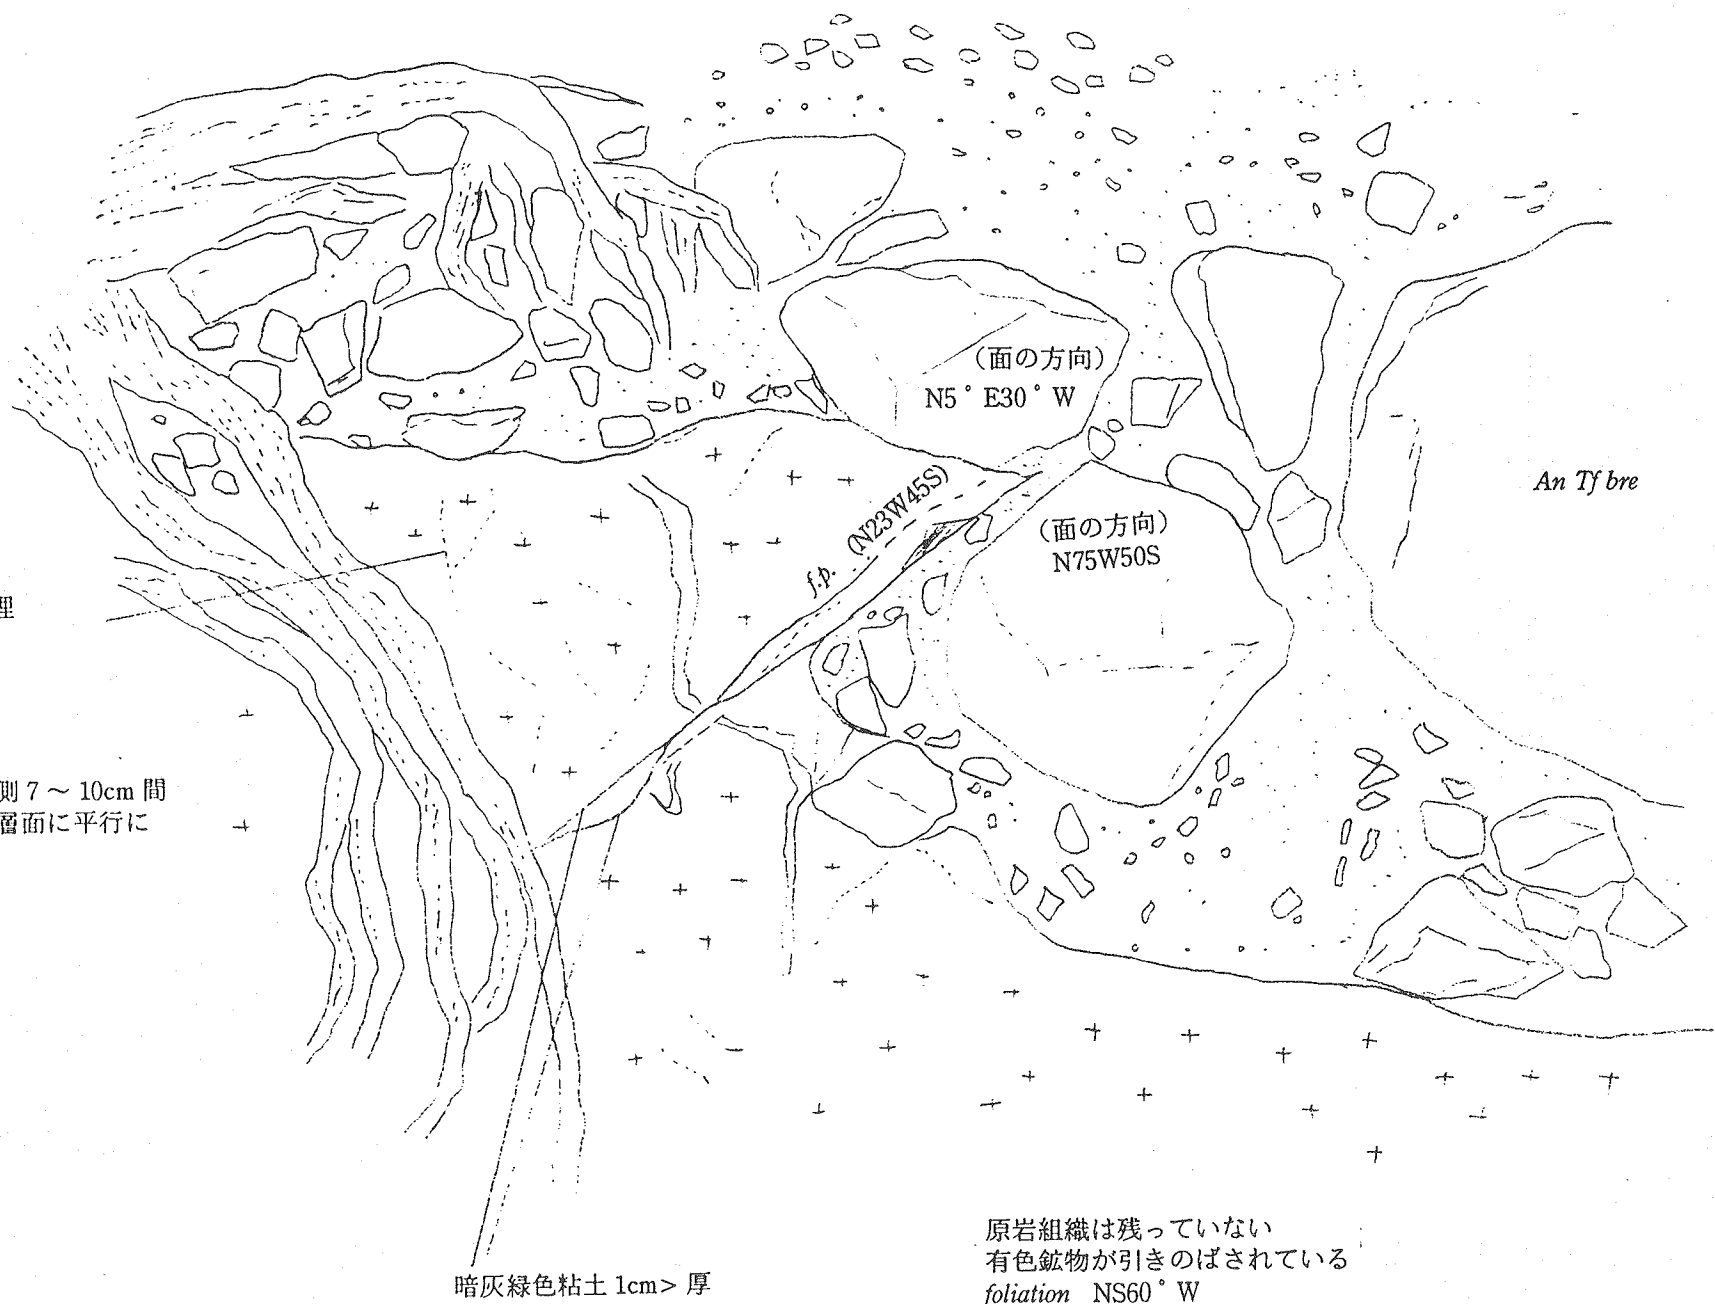 (面の方向)
N5° E30° W
An Tf bre
f.p. (N23W45S)
(面の方向)
N75W50S
理
側 7 ~ 10cm 間
層面に平行に
原岩組織は残っていない
有色鉱物が引きのばされている
foliation NS60° W
暗灰緑色粘土 1cm> 厚